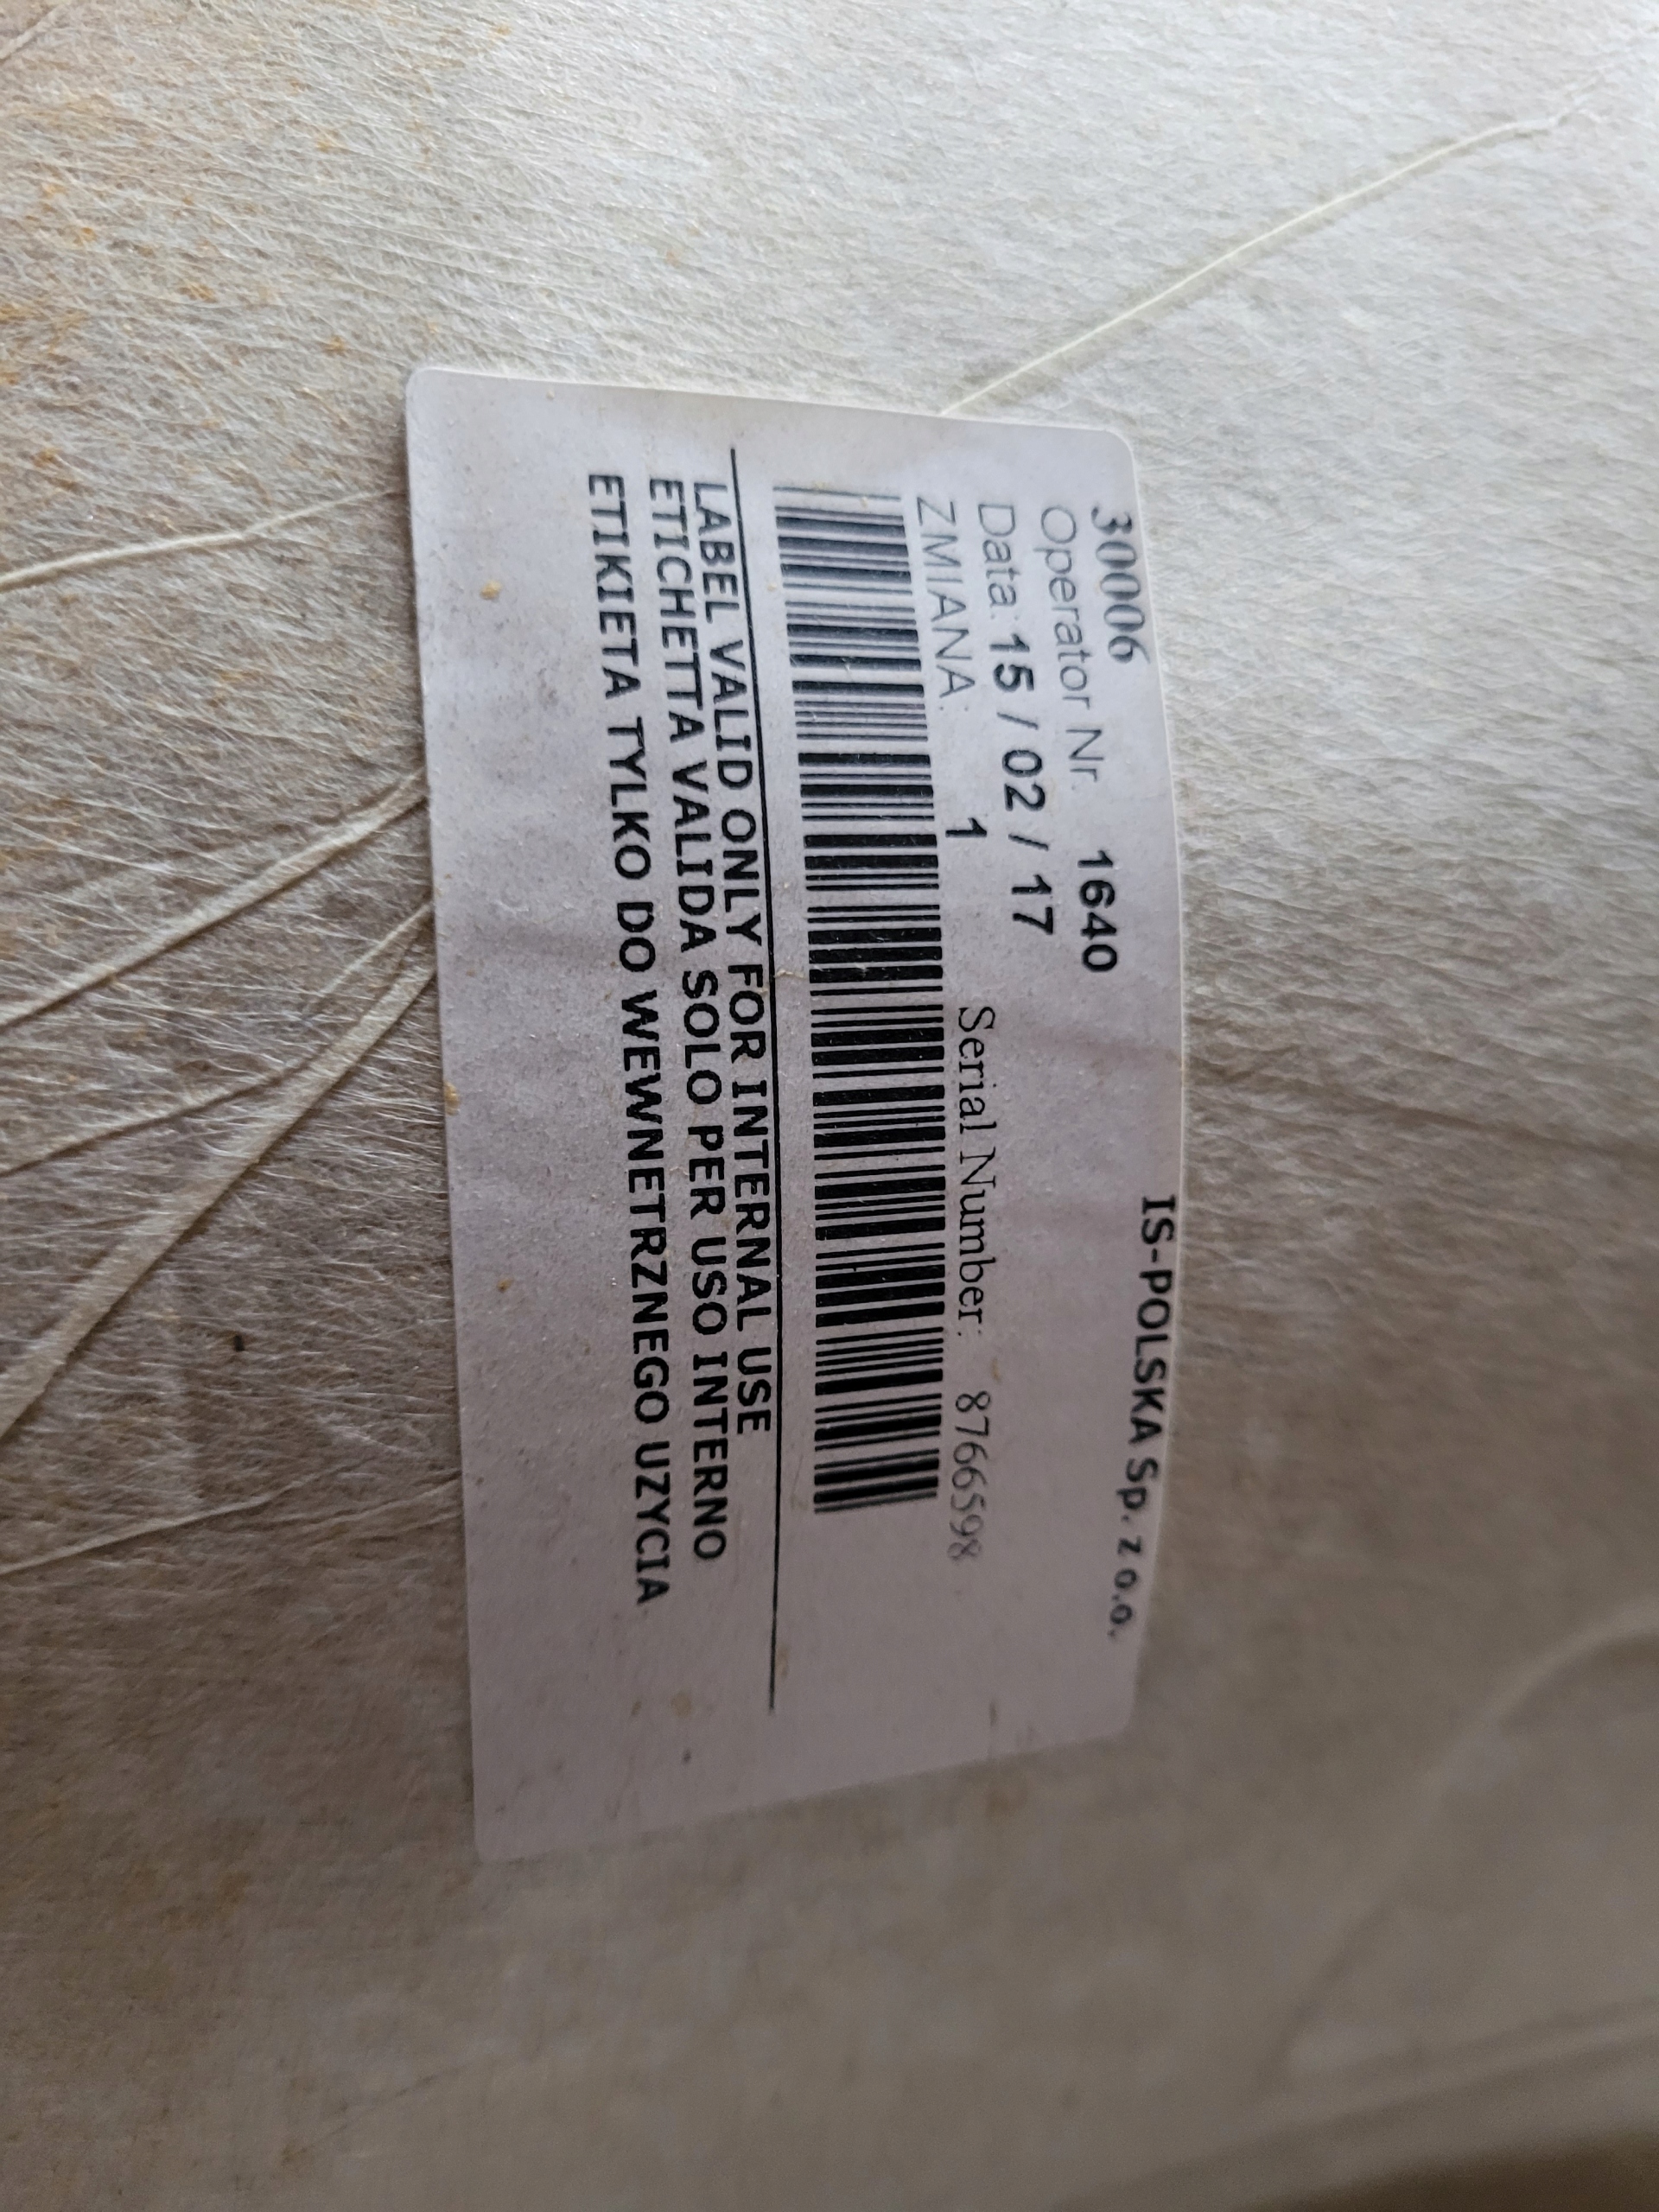 30006 IS-POLSKA Sp. z o.o.
Operator Nr. 1640
Data: 15 / 02 / 17
ZMIANA: 1 Serial Number: 8766598
LABEL VALID ONLY FOR INTERNAL USE
ETICHETTA VALIDA SOLO PER USO INTERNO
ETIKIETA TYLKO DO WEWNETRZNEGO UZYCIA